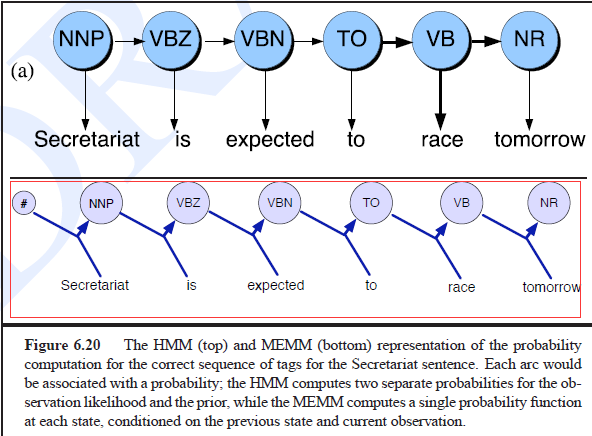 NNP VBZ VBN TO VB NR
(a)
Secretariat is expected to race tomorrow
# NNP VBZ VBN TO VB NR
Secretariat is expected to race tomorrow
Figure 6.20 The HMM (top) and MEMM (bottom) representation of the probability
computation for the correct sequence of tags for the Secretariat sentence. Each arc would
be associated with a probability; the HMM computes two separate probabilities for the ob-
servation likelihood and the prior, while the MEMM computes a single probability function
at each state, conditioned on the previous state and current observation.